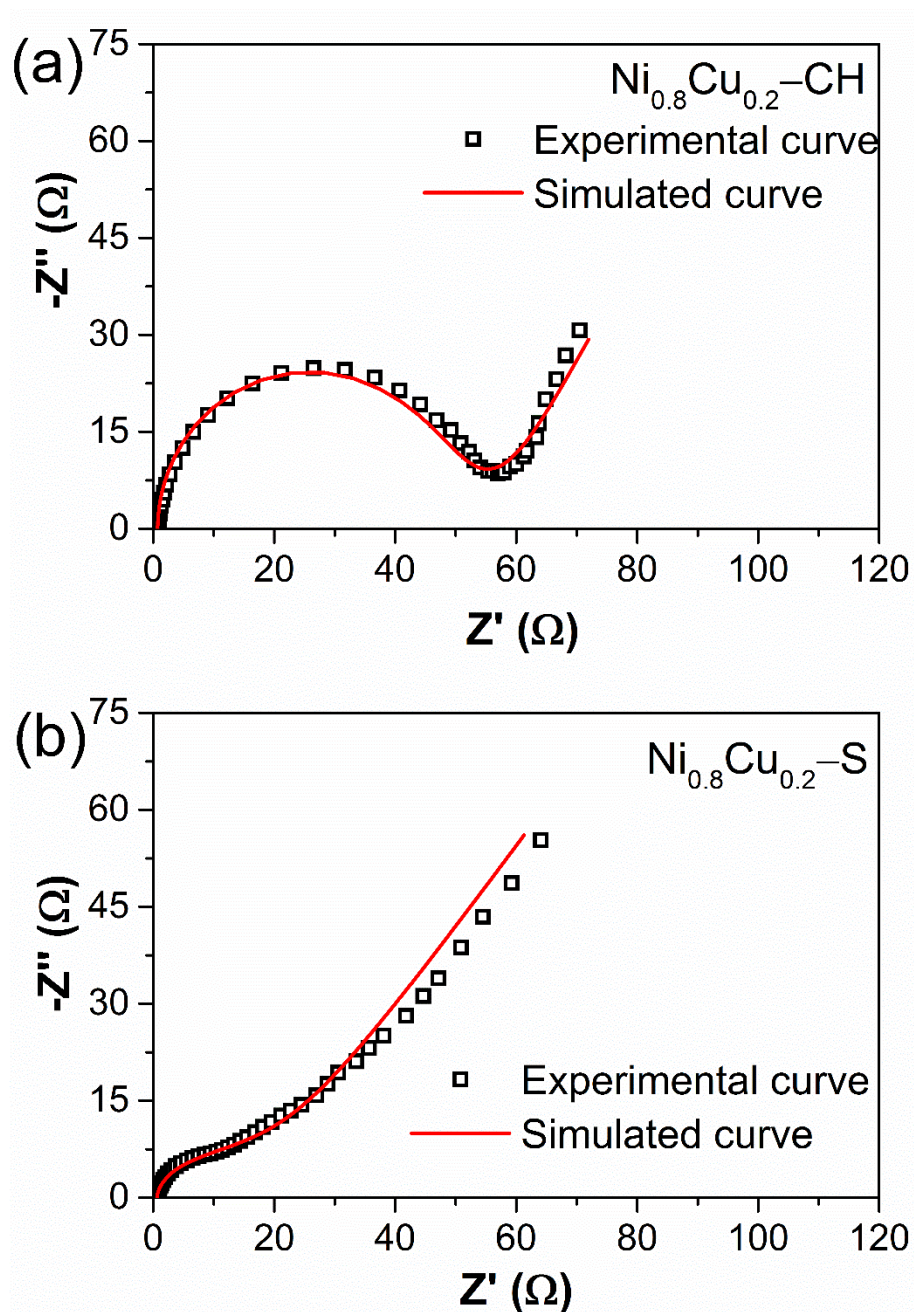 (a)
Ni0.8Cu0.2–CH
Experimental curve
Simulated curve
75
60
45
30
15
0
-Z'' (Ω)
0 20 40 60 80 100 120
Z' (Ω)
(b)
Ni0.8Cu0.2–S
75
60
45
30
15
0
-Z'' (Ω)
Experimental curve
Simulated curve
0 20 40 60 80 100 120
Z' (Ω)